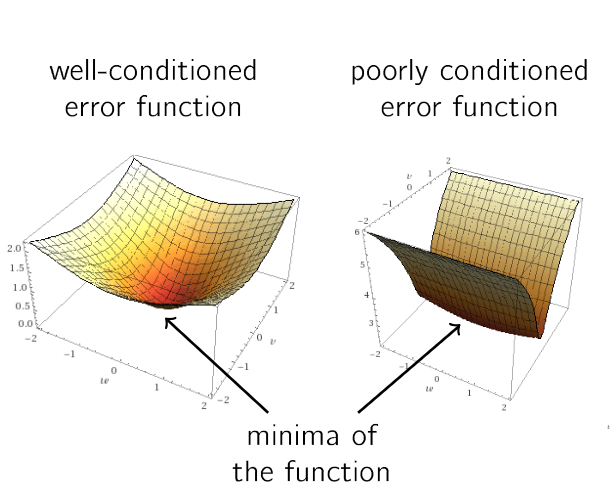 well-conditioned
error function
poorly conditioned
error function
2.0
1.5
1.0
0.5
0.0
−2
−1
0
1
2
w
−2
−1
0
1
2
v
6
5
4
3
−2
−1
0
1
2
w
−2
−1
0
1
2
v
minima of
the function